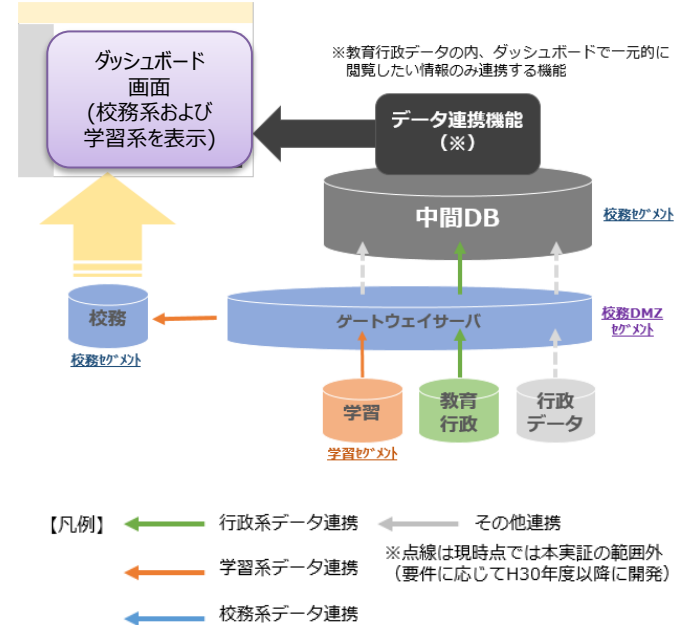 ダッシュボード
画面
(校務系および
学習系を表示)
※教育行政データの内、ダッシュボードで一元的に
閲覧したい情報のみ連携する機能
データ連携機能
（※）
中間DB
校務ｾｸﾞﾒﾝﾄ
校務
校務ｾｸﾞﾒﾝﾄ
ゲートウェイサーバ
校務DMZ
ｾｸﾞﾒﾝﾄ
学習
学習ｾｸﾞﾒﾝﾄ
教育
行政
行政
データ
【凡例】
行政系データ連携
その他連携
学習系データ連携
※点線は現時点では本実証の範囲外
（要件に応じてH30年度以降に開発）
校務系データ連携